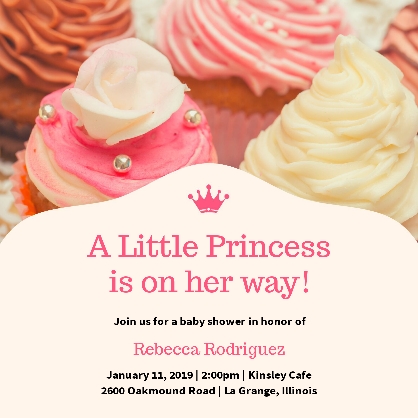 A Little Princess
is on her way!
Join us for a baby shower in honor of
Rebecca Rodriguez
January 11, 2019 | 2:00pm | Kinsley Cafe
2600 Oakmound Road | La Grange, Illinois